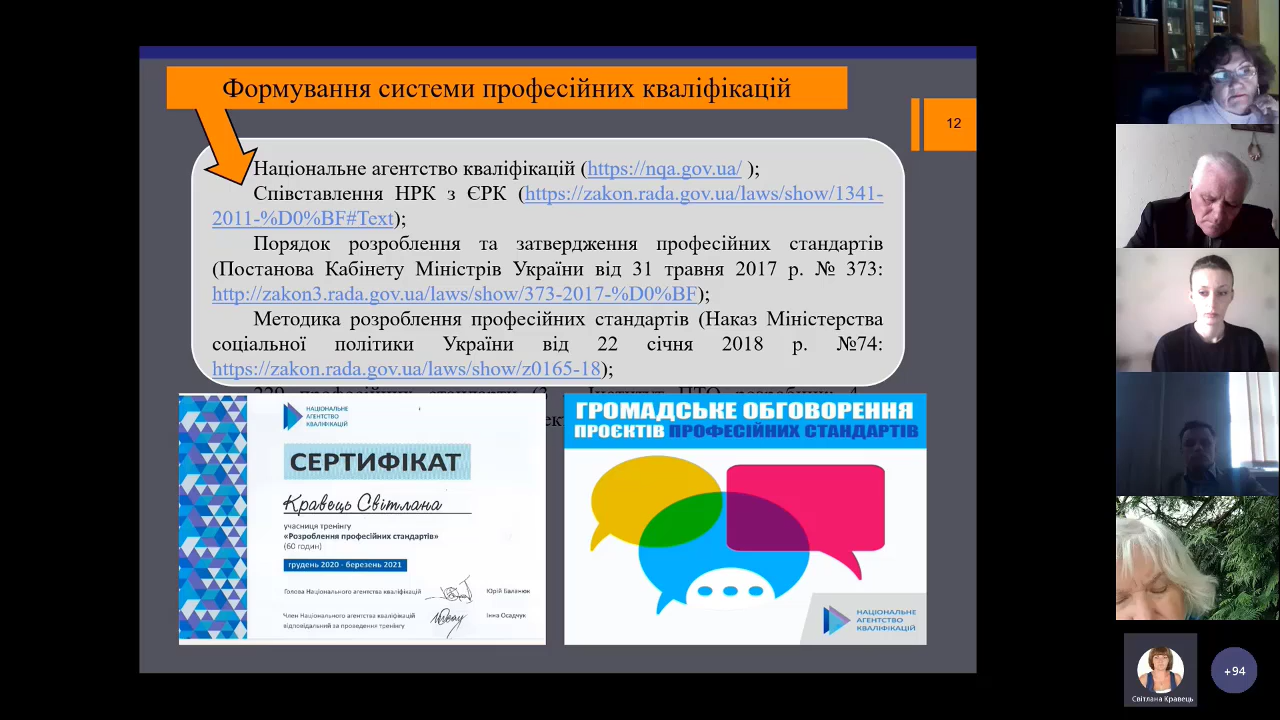 Формування системи професійних кваліфікацій
12
Національне агентство кваліфікацій (https://nqa.gov.ua/ );
Співставлення НРК з ЄРК (https://zakon.rada.gov.ua/laws/show/1341-
2011-%D0%BF#Text);
Порядок розроблення та затвердження професійних стандартів
(Постанова Кабінету Міністрів України від 31 травня 2017 р. № 373:
http://zakon3.rada.gov.ua/laws/show/373-2017-%D0%BF);
Методика розроблення професійних стандартів (Наказ Міністерства
соціальної політики України від 22 січня 2018 р. №74:
https://zakon.rada.gov.ua/laws/show/z0165-18);
НАЦІОНАЛЬНЕ
АГЕНТСТВО
КВАЛІФІКАЦІЙ
СЕРТИФІКАТ
Кравець Світлана
учасниця тренінгу
«Розроблення професійних стандартів»
(60 годин)
грудень 2020 - березень 2021
Голова Національного агентства кваліфікацій
Юрій Баланюк
Член Національного агентства кваліфікацій
відповідальний за проведення тренінгу
Інна Осадчук
ГРОМАДСЬКЕ ОБГОВОРЕННЯ
ПРОЄКТІВ ПРОФЕСІЙНИХ СТАНДАРТІВ
НАЦІОНАЛЬНЕ
АГЕНТСТВО
КВАЛІФІКАЦІЙ
Світлана Кравець
+94